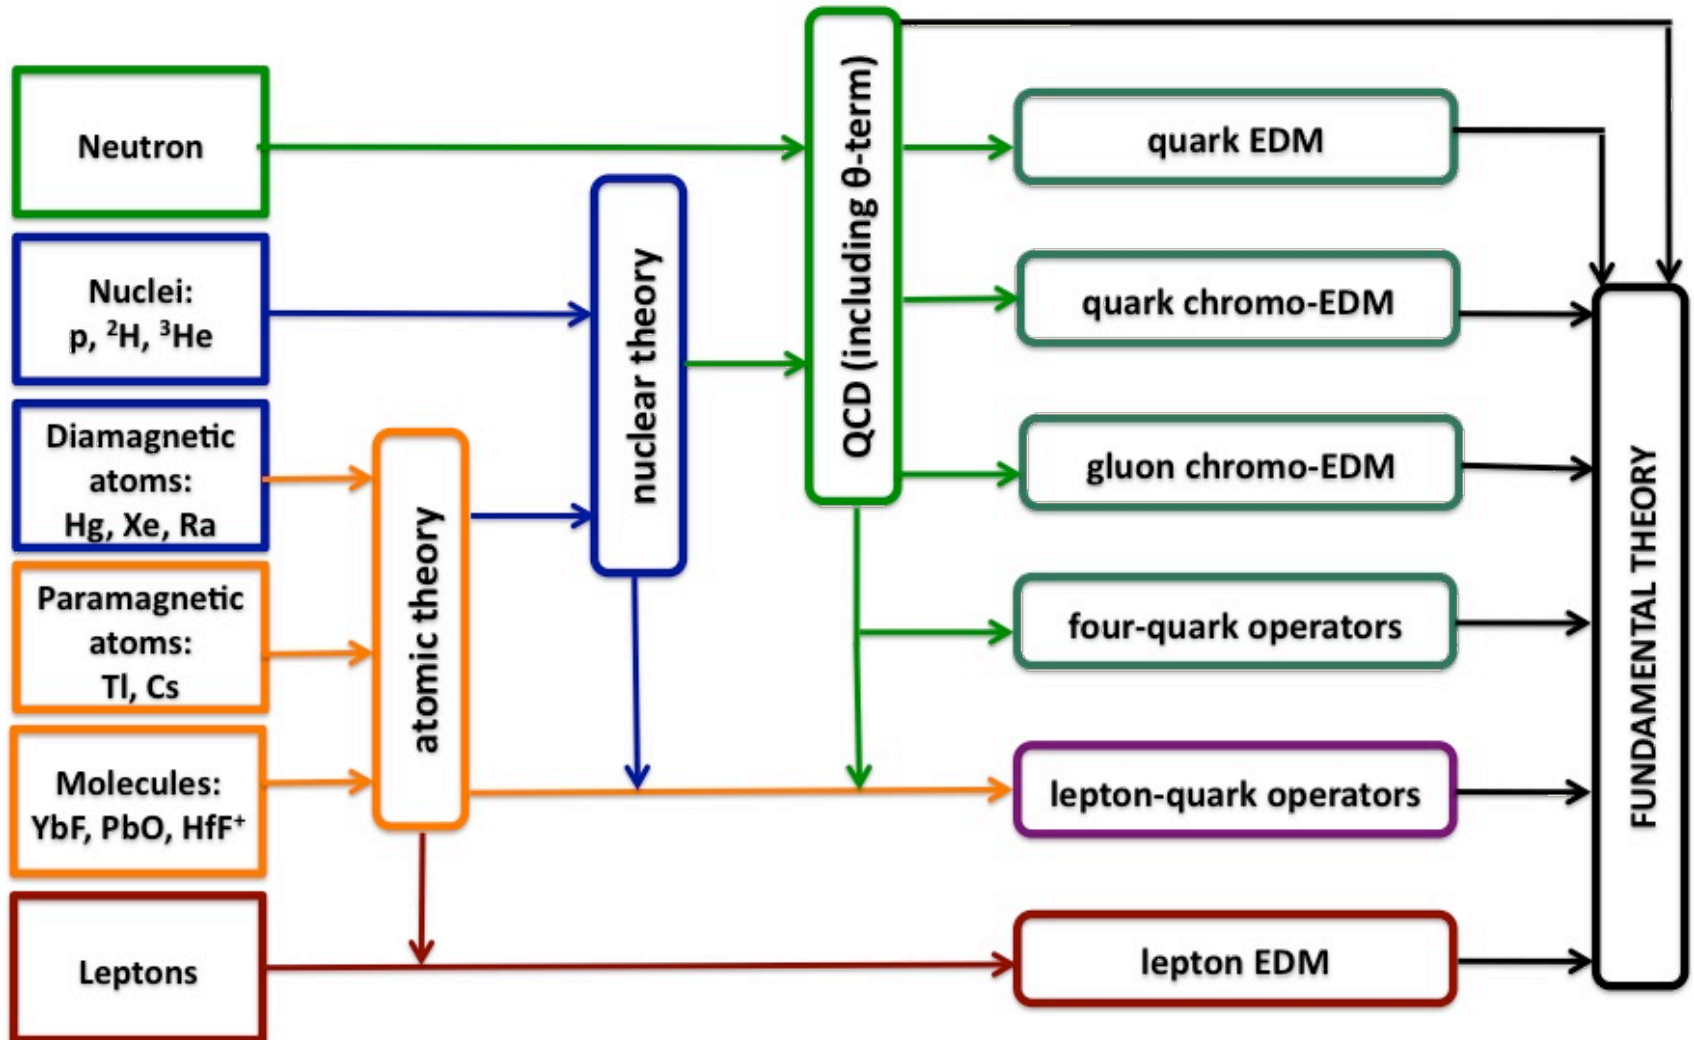 Neutron
Nuclei:
p, ²H, ³He
Diamagnetic
atoms:
Hg, Xe, Ra
Paramagnetic
atoms:
Tl, Cs
Molecules:
YbF, PbO, HfF⁺
Leptons
atomic theory
nuclear theory
QCD (including θ-term)
quark EDM
quark chromo-EDM
gluon chromo-EDM
four-quark operators
lepton-quark operators
lepton EDM
FUNDAMENTAL THEORY